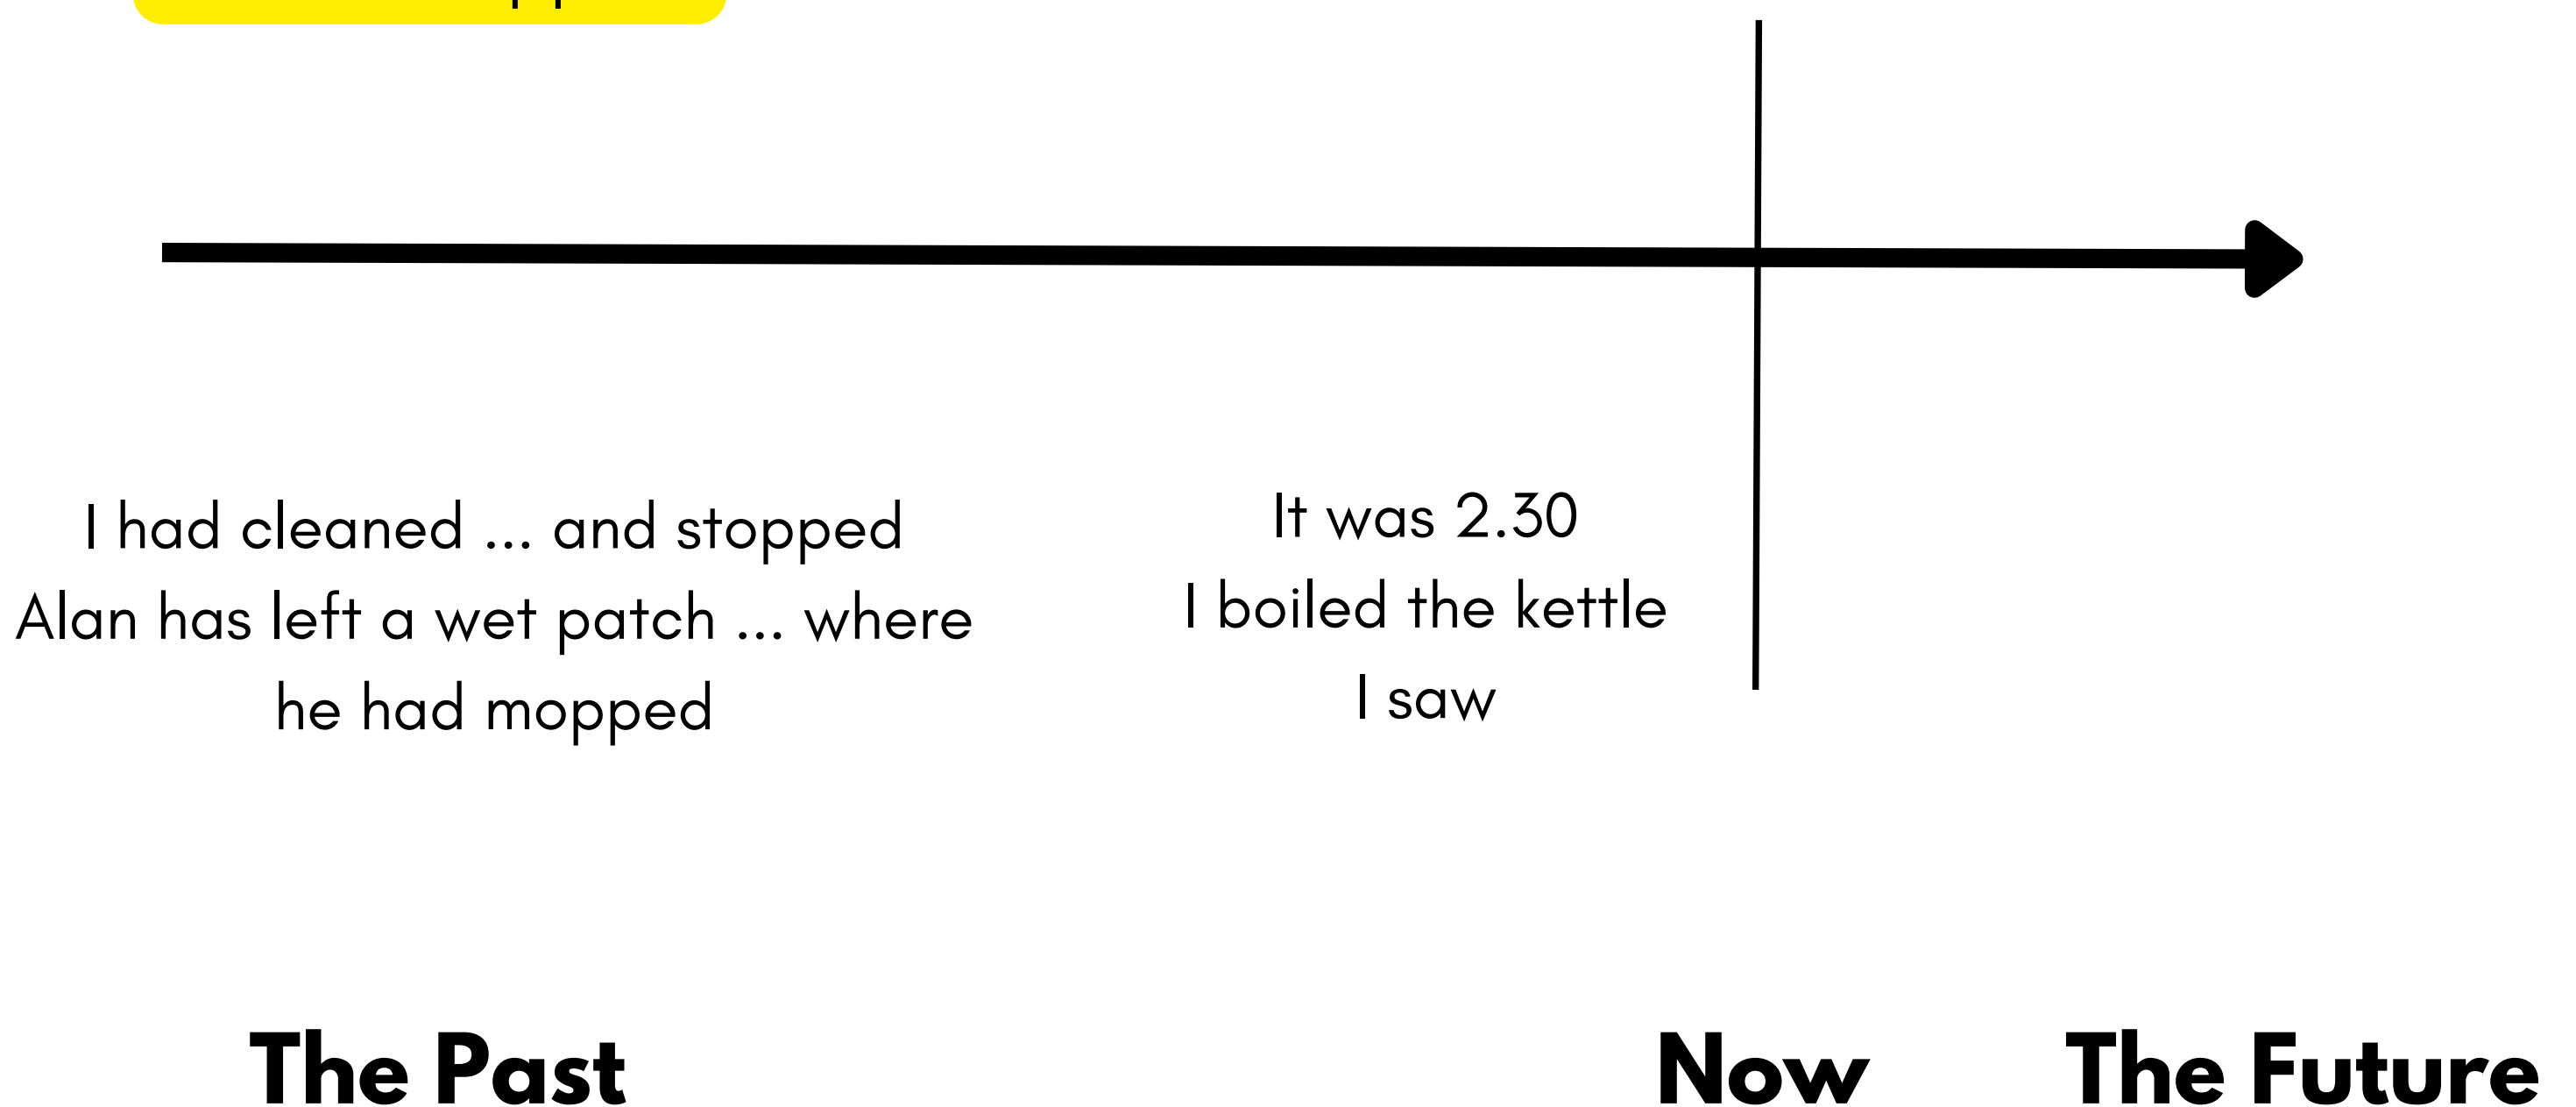 I had cleaned ... and stopped
Alan has left a wet patch ... where
he had mopped
It was 2.30
I boiled the kettle
I saw
The Past
Now
The Future